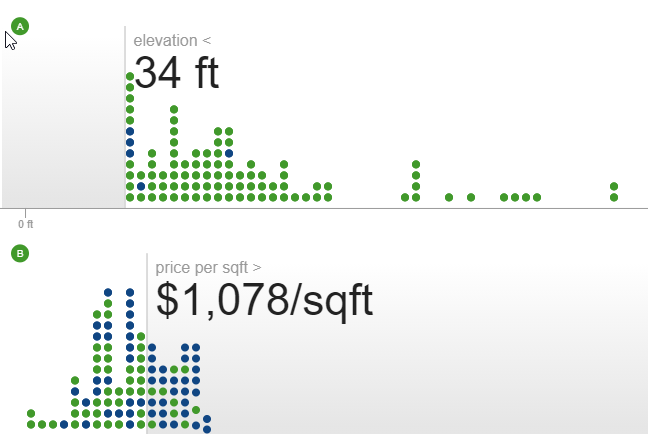 A
elevation <
34 ft
0 ft
B
price per sqft >
$1,078/sqft